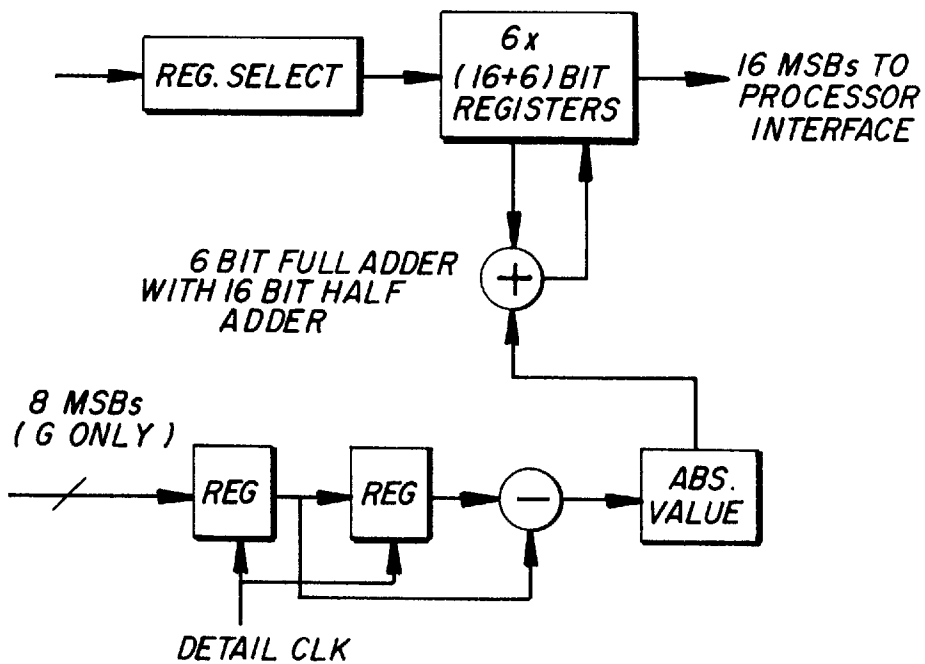 REG. SELECT
6x
(16+6) BIT
REGISTERS
16 MSBs TO
PROCESSOR
INTERFACE
6 BIT FULL ADDER
WITH 16 BIT HALF
ADDER
+
8 MSBs
( G ONLY )
REG
REG
−
ABS.
VALUE
DETAIL CLK